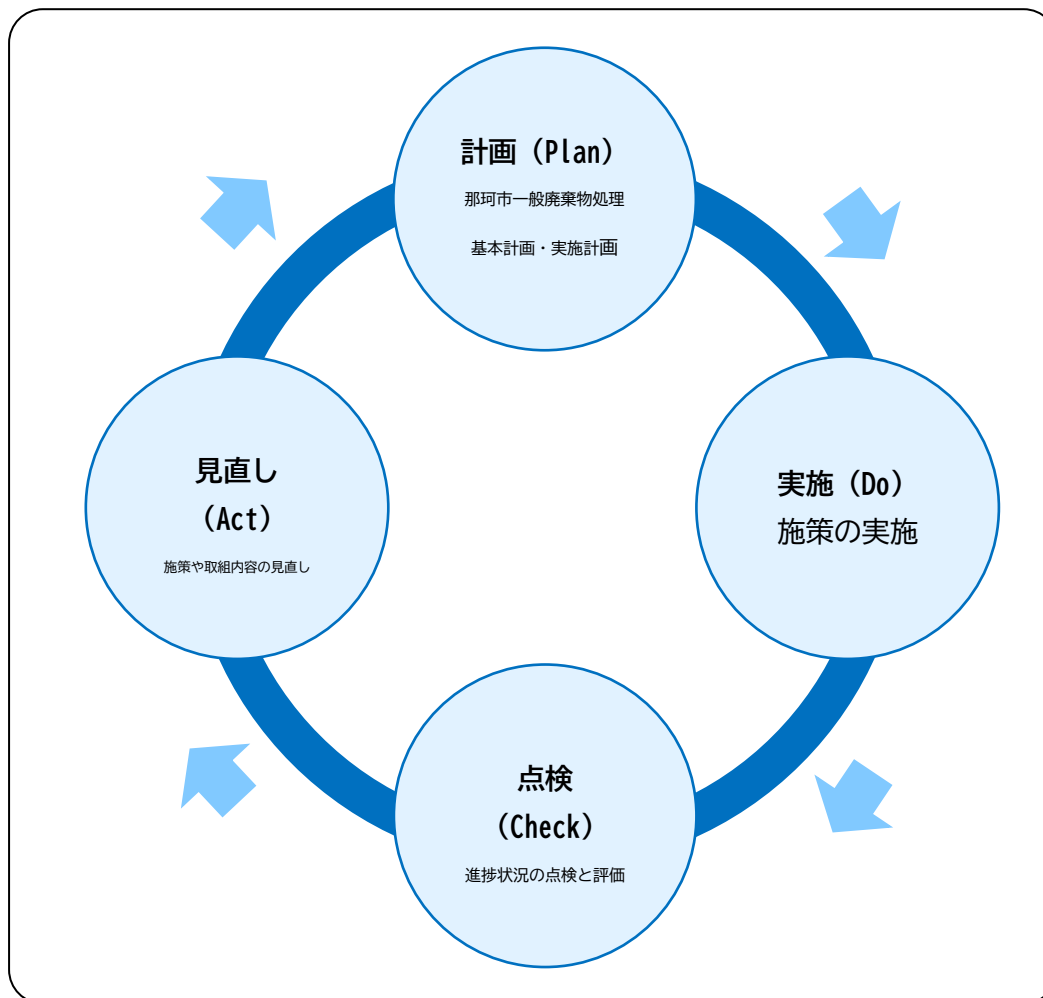 計画（Plan）
那珂市一般廃棄物処理
基本計画・実施計画
実施（Do）
施策の実施
点検
（Check）
進捗状況の点検と評価
見直し
（Act）
施策や取組内容の見直し